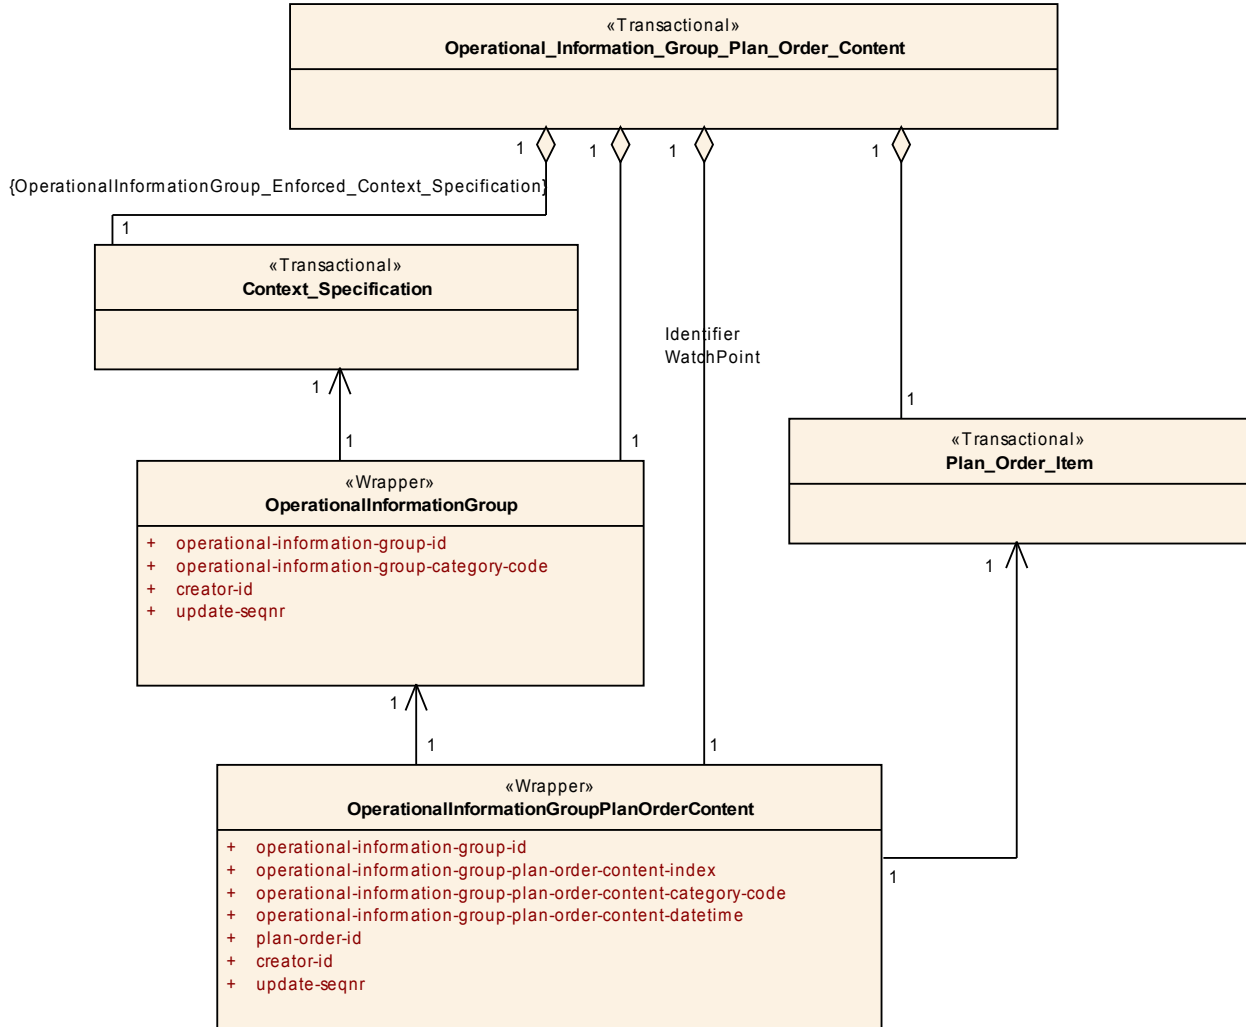 «Transactional»
Operational_Information_Group_Plan_Order_Content
1
1
1
1
{OperationalInformationGroup_Enforced_Context_Specification}
1
«Transactional»
Context_Specification
Identifier
WatchPoint
1
1
1
1
«Transactional»
Plan_Order_Item
«Wrapper»
OperationalInformationGroup
+ operational-information-group-id
+ operational-information-group-category-code
+ creator-id
+ update-seqnr
1
1
1
1
«Wrapper»
OperationalInformationGroupPlanOrderContent
+ operational-information-group-id
+ operational-information-group-plan-order-content-index
+ operational-information-group-plan-order-content-category-code
+ operational-information-group-plan-order-content-datetime
+ plan-order-id
+ creator-id
+ update-seqnr
1